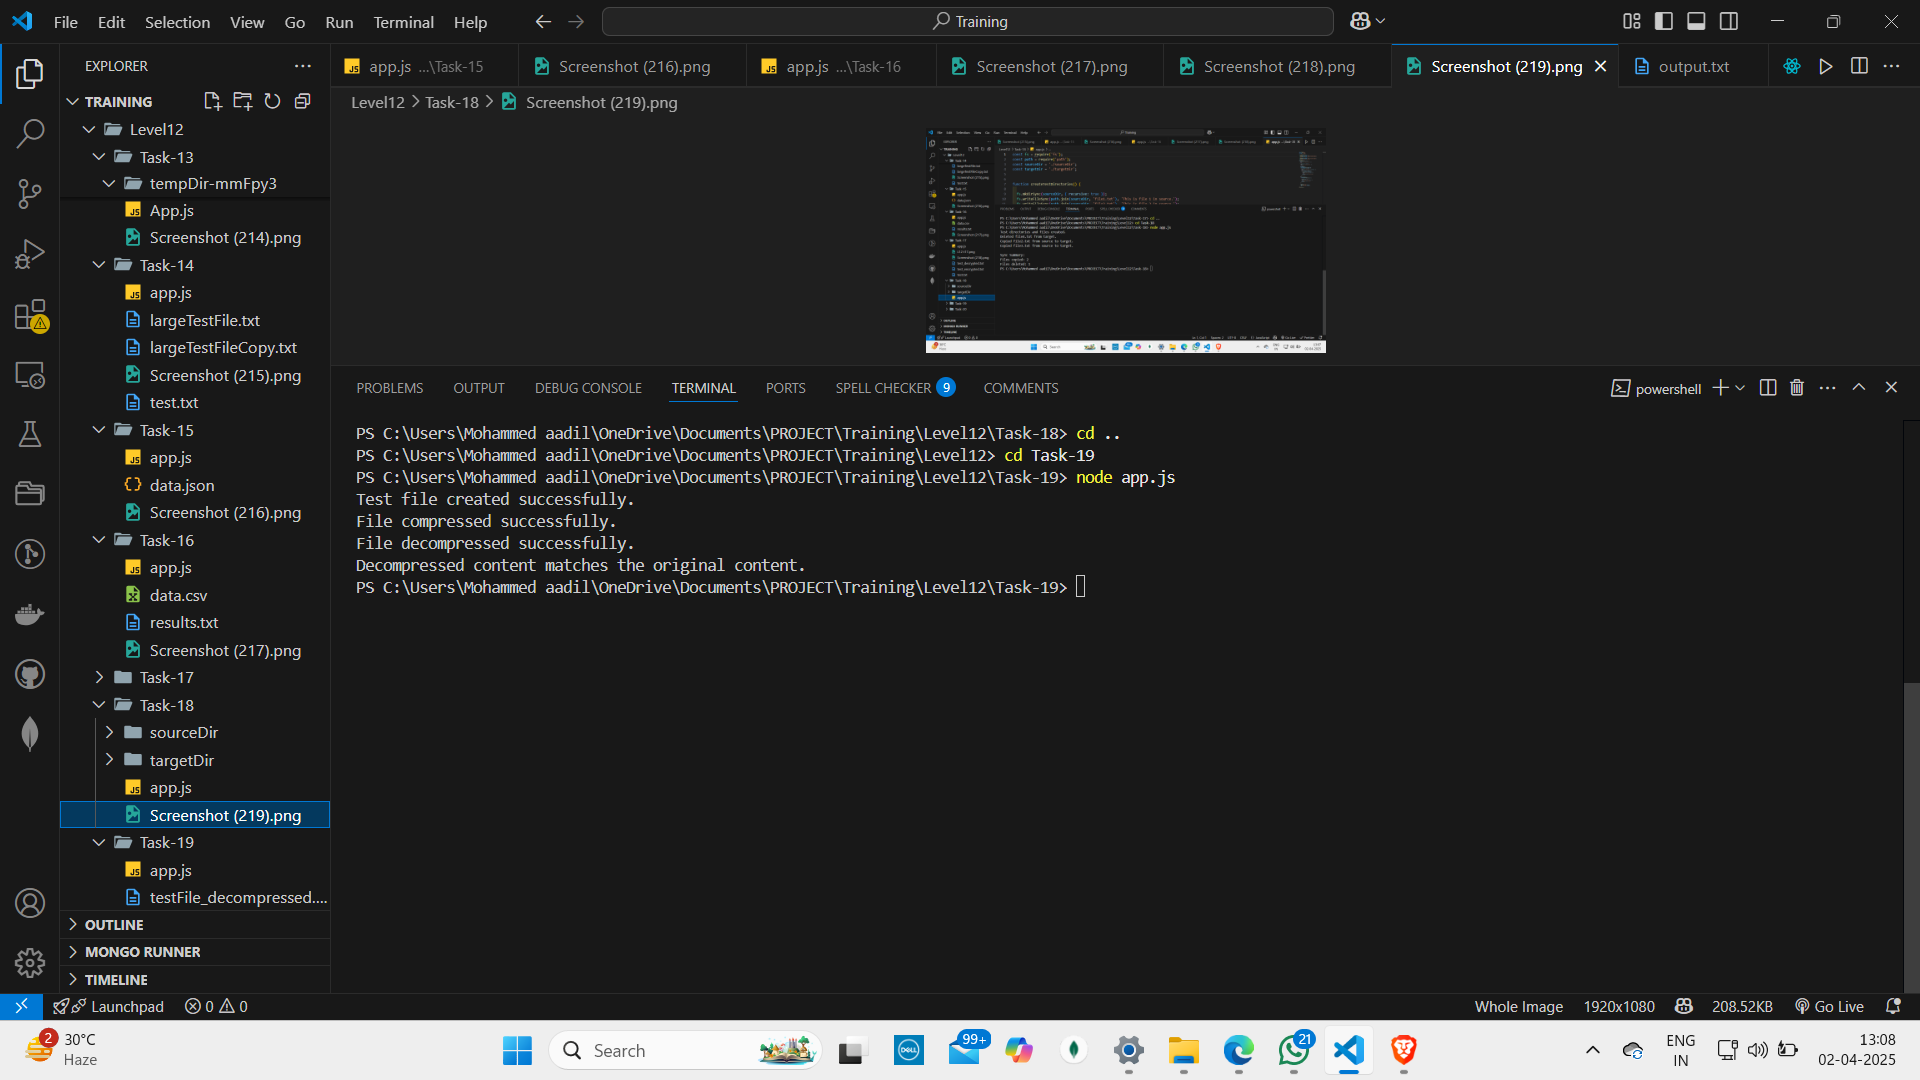 File Edit Selection View Go Run Terminal Help
Training
EXPLORER
app.js ...\Task-15
Screenshot (216).png
app.js ...\Task-16
Screenshot (217).png
Screenshot (218).png
Screenshot (219).png
output.txt
TRAINING
Level12 > Task-18 > Screenshot (219).png
Level12
Task-13
tempDir-mmFpy3
App.js
Screenshot (214).png
Task-14
app.js
largeTestFile.txt
largeTestFileCopy.txt
Screenshot (215).png
test.txt
Task-15
app.js
data.json
Screenshot (216).png
Task-16
app.js
data.csv
results.txt
Screenshot (217).png
Task-17
Task-18
sourceDir
targetDir
app.js
Screenshot (219).png
Task-19
app.js
testFile_decompressed....
OUTLINE
MONGO RUNNER
TIMELINE
PROBLEMS OUTPUT DEBUG CONSOLE TERMINAL PORTS SPELL CHECKER 9 COMMENTS
powershell
PS C:\Users\Mohammed aadil\OneDrive\Documents\PROJECT\Training\Level12\Task-18> cd ..
PS C:\Users\Mohammed aadil\OneDrive\Documents\PROJECT\Training\Level12> cd Task-19
PS C:\Users\Mohammed aadil\OneDrive\Documents\PROJECT\Training\Level12\Task-19> node app.js
Test file created successfully.
File compressed successfully.
File decompressed successfully.
Decompressed content matches the original content.
PS C:\Users\Mohammed aadil\OneDrive\Documents\PROJECT\Training\Level12\Task-19>
Launchpad 0 0
Whole Image 1920x1080 208.52KB Go Live
2 30°C
Haze
Search
DELL
99+
21
ENG
IN
13:08
02-04-2025